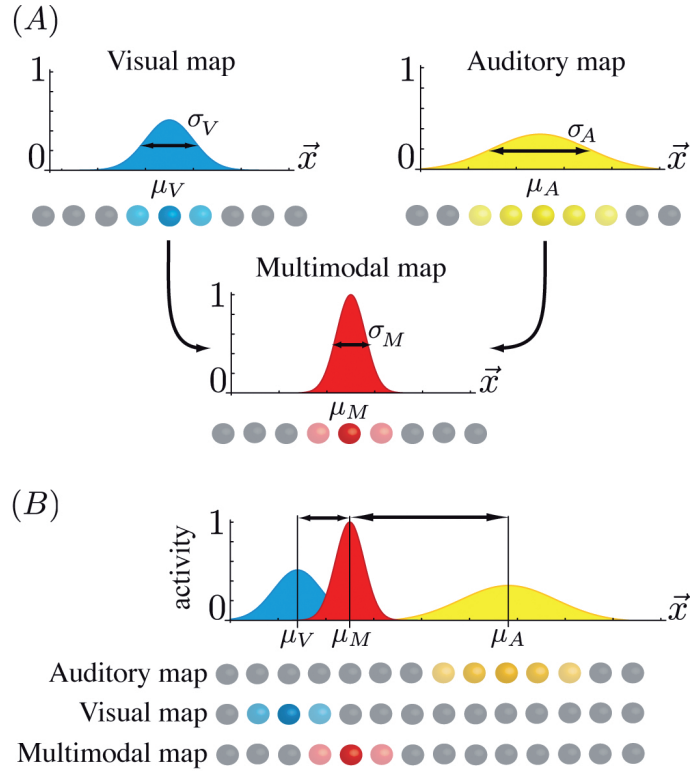 (A)
Visual map
Auditory map
1
0
σ_V
x⃗
μ_V
1
0
σ_A
x⃗
μ_A
Multimodal map
1
0
σ_M
x⃗
μ_M
(B)
activity
1
0
x⃗
μ_V μ_M μ_A
Auditory map
Visual map
Multimodal map